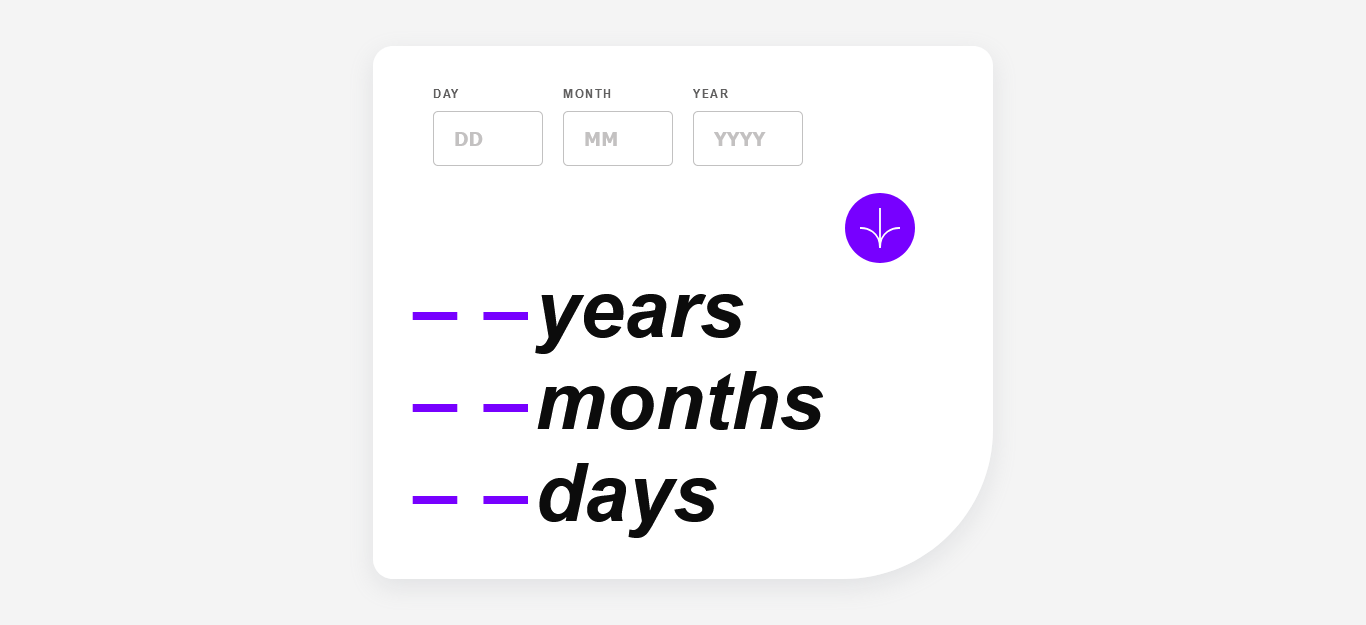 DAY MONTH YEAR
DD MM YYYY
– – years
– – months
– – days